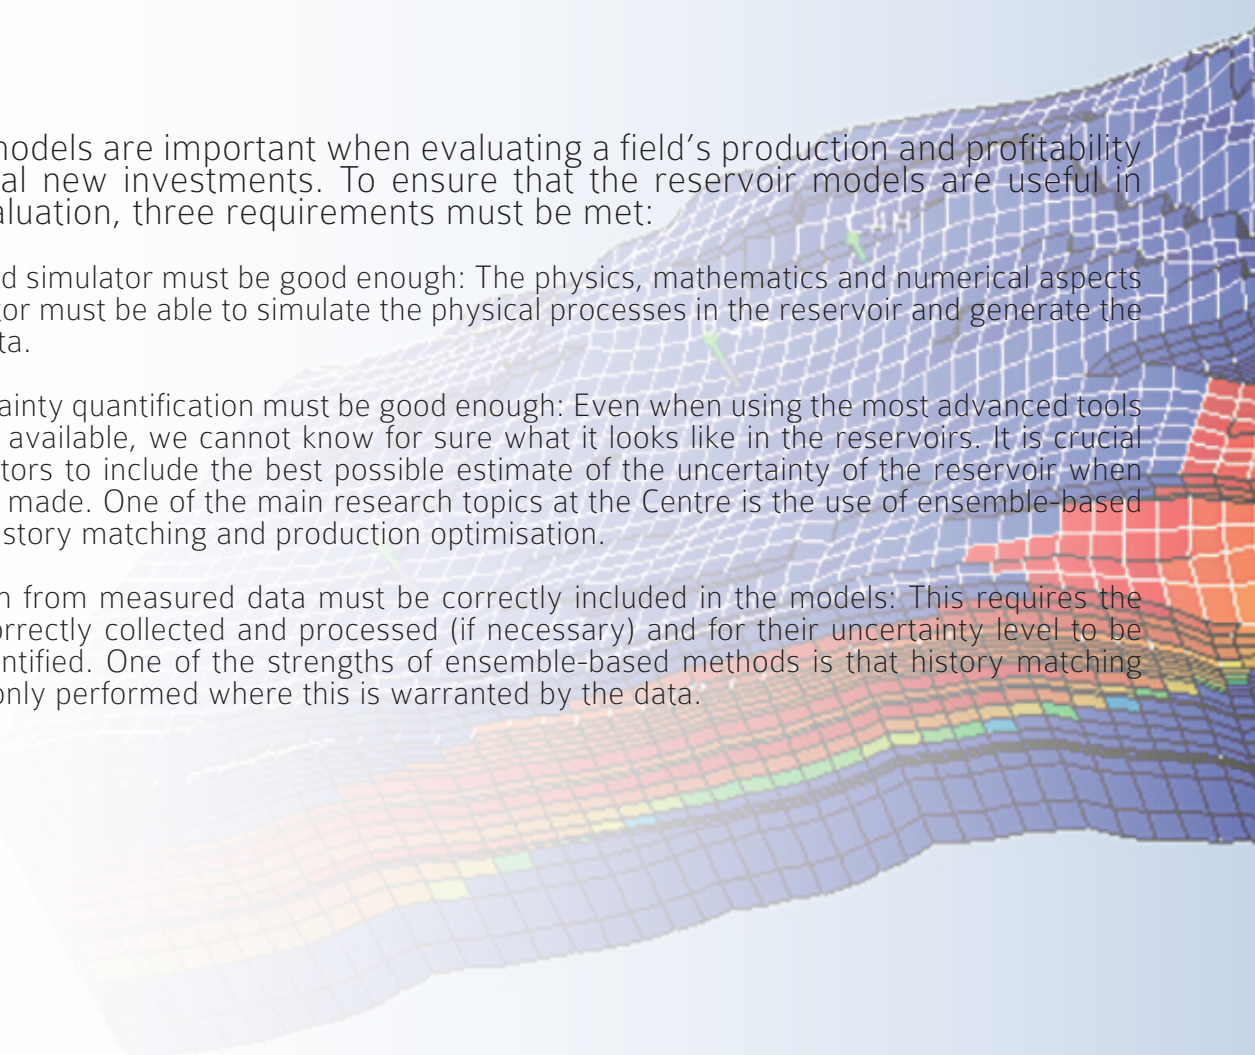 models are important when evaluating a field's production and profitability
al new investments. To ensure that the reservoir models are useful in
aluation, three requirements must be met:
d simulator must be good enough: The physics, mathematics and numerical aspects
tor must be able to simulate the physical processes in the reservoir and generate the
ta.
ainty quantification must be good enough: Even when using the most advanced tools
available, we cannot know for sure what it looks like in the reservoirs. It is crucial
tors to include the best possible estimate of the uncertainty of the reservoir when
made. One of the main research topics at the Centre is the use of ensemble-based
story matching and production optimisation.
n from measured data must be correctly included in the models: This requires the
orrectly collected and processed (if necessary) and for their uncertainty level to be
ntified. One of the strengths of ensemble-based methods is that history matching
only performed where this is warranted by the data.